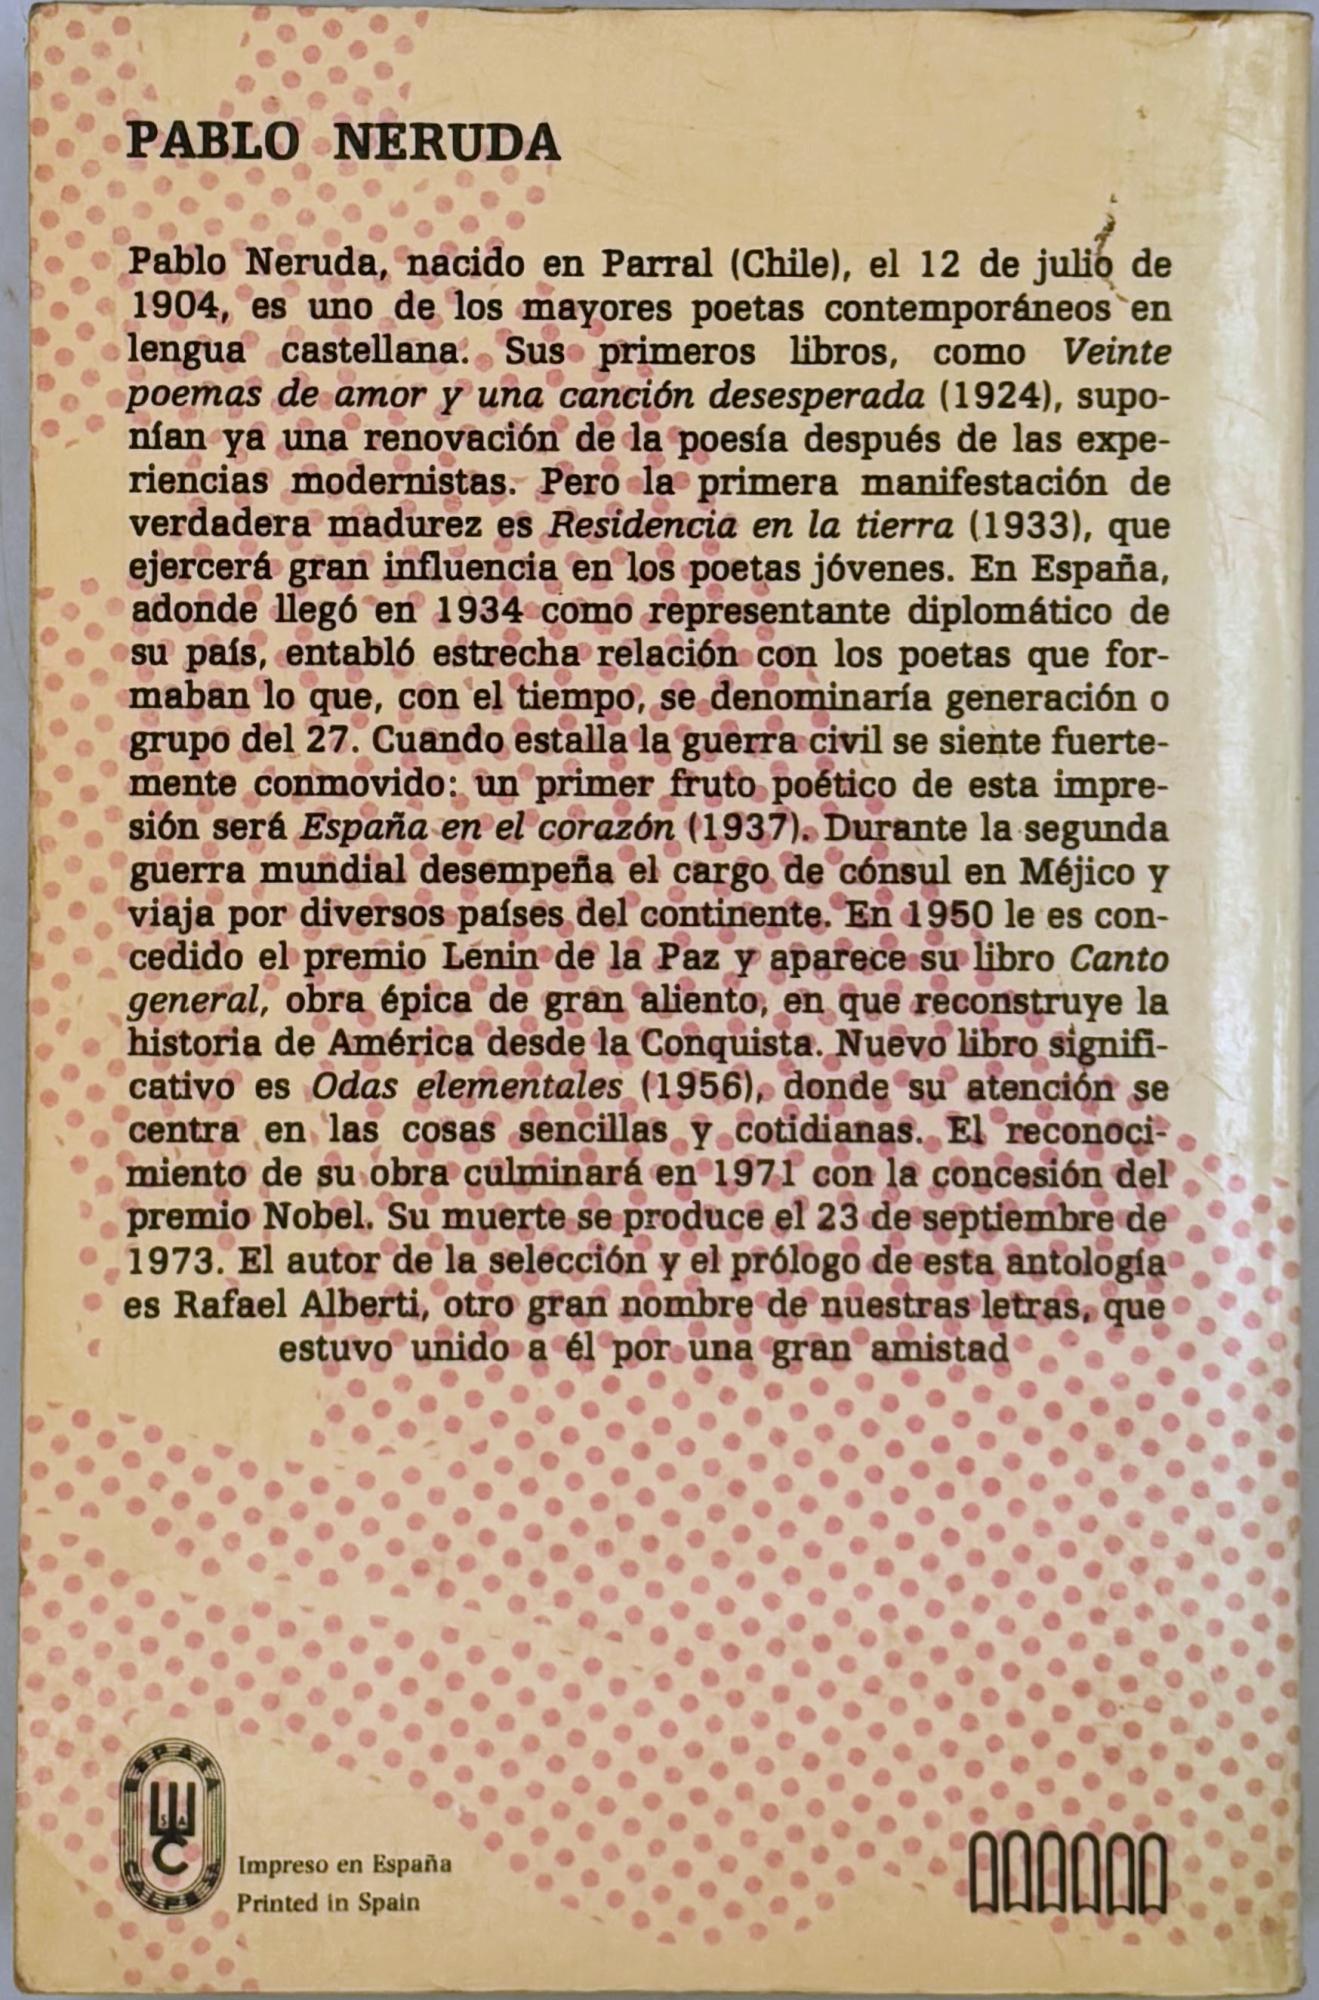 PABLO NERUDA
Pablo Neruda, nacido en Parral (Chile), el 12 de julio de
1904, es uno de los mayores poetas contemporáneos en
lengua castellana. Sus primeros libros, como Veinte
poemas de amor y una canción desesperada (1924), supo-
nían ya una renovación de la poesía después de las expe-
riencias modernistas. Pero la primera manifestación de
verdadera madurez es Residencia en la tierra (1933), que
ejercerá gran influencia en los poetas jóvenes. En España,
adonde llegó en 1934 como representante diplomático de
su país, entabló estrecha relación con los poetas que for-
maban lo que, con el tiempo, se denominaría generación o
grupo del 27. Cuando estalla la guerra civil se siente fuerte-
mente conmovido: un primer fruto poético de esta impre-
sión será España en el corazón (1937). Durante la segunda
guerra mundial desempeña el cargo de cónsul en Méjico y
viaja por diversos países del continente. En 1950 le es con-
cedido el premio Lenin de la Paz y aparece su libro Canto
general, obra épica de gran aliento, en que reconstruye la
historia de América desde la Conquista. Nuevo libro signifi-
cativo es Odas elementales (1956), donde su atención se
centra en las cosas sencillas y cotidianas. El reconoci-
miento de su obra culminará en 1971 con la concesión del
premio Nobel. Su muerte se produce el 23 de septiembre de
1973. El autor de la selección y el prólogo de esta antología
es Rafael Alberti, otro gran nombre de nuestras letras, que
estuvo unido a él por una gran amistad
ESPASA
S A
C
CALPE
Impreso en España
Printed in Spain